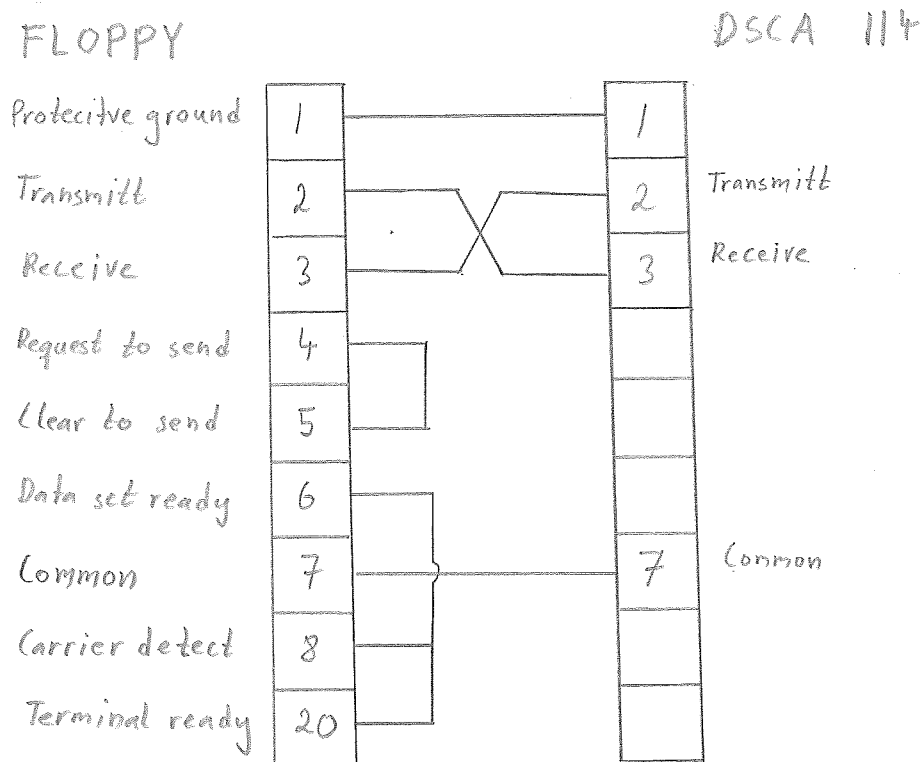 FLOPPY DSCA 114
Protecitve ground 1 1
Transmitt 2 2 Transmitt
Receive 3 3 Receive
Request to send 4
Clear to send 5
Data set ready 6
Common 7 7 Common
Carrier detect 8
Terminal ready 20